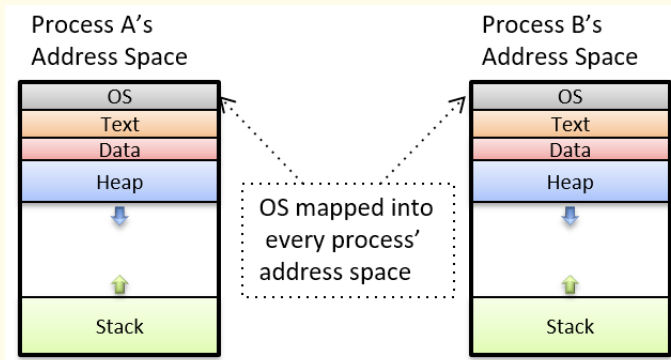 Process A's
Address Space
OS
Text
Data
Heap
Stack
OS mapped into
every process'
address space
Process B's
Address Space
OS
Text
Data
Heap
Stack